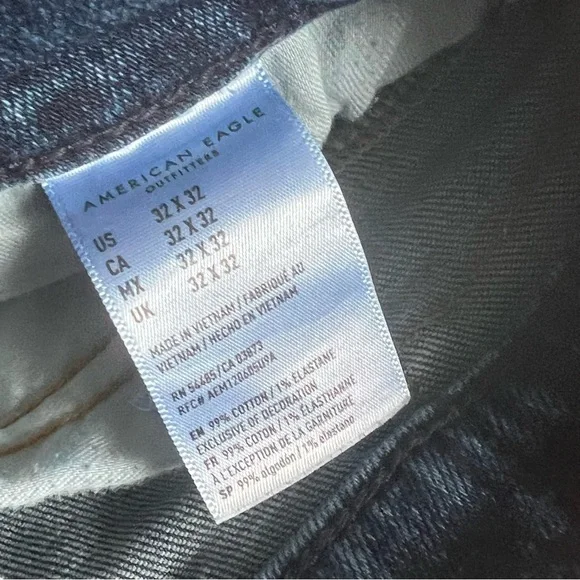 AMERICAN EAGLE
OUTFITTERS
US 32 X 32
CA 32 X 32
MX 32 X 32
UK 32 X 32
MADE IN VIETNAM / FABRIQUÉ AU
VIETNAM / HECHO EN VIETNAM
RN 54485/CA 03873
RFC# AEM120405U9A
EN 99% COTTON / 1% ELASTANE
EXCLUSIVE OF DECORATION
FR 99% COTON / 1% ÉLASTHANNE
À L'EXCEPTION DE LA GARNITURE
SP 99% algodón / 1% elastano